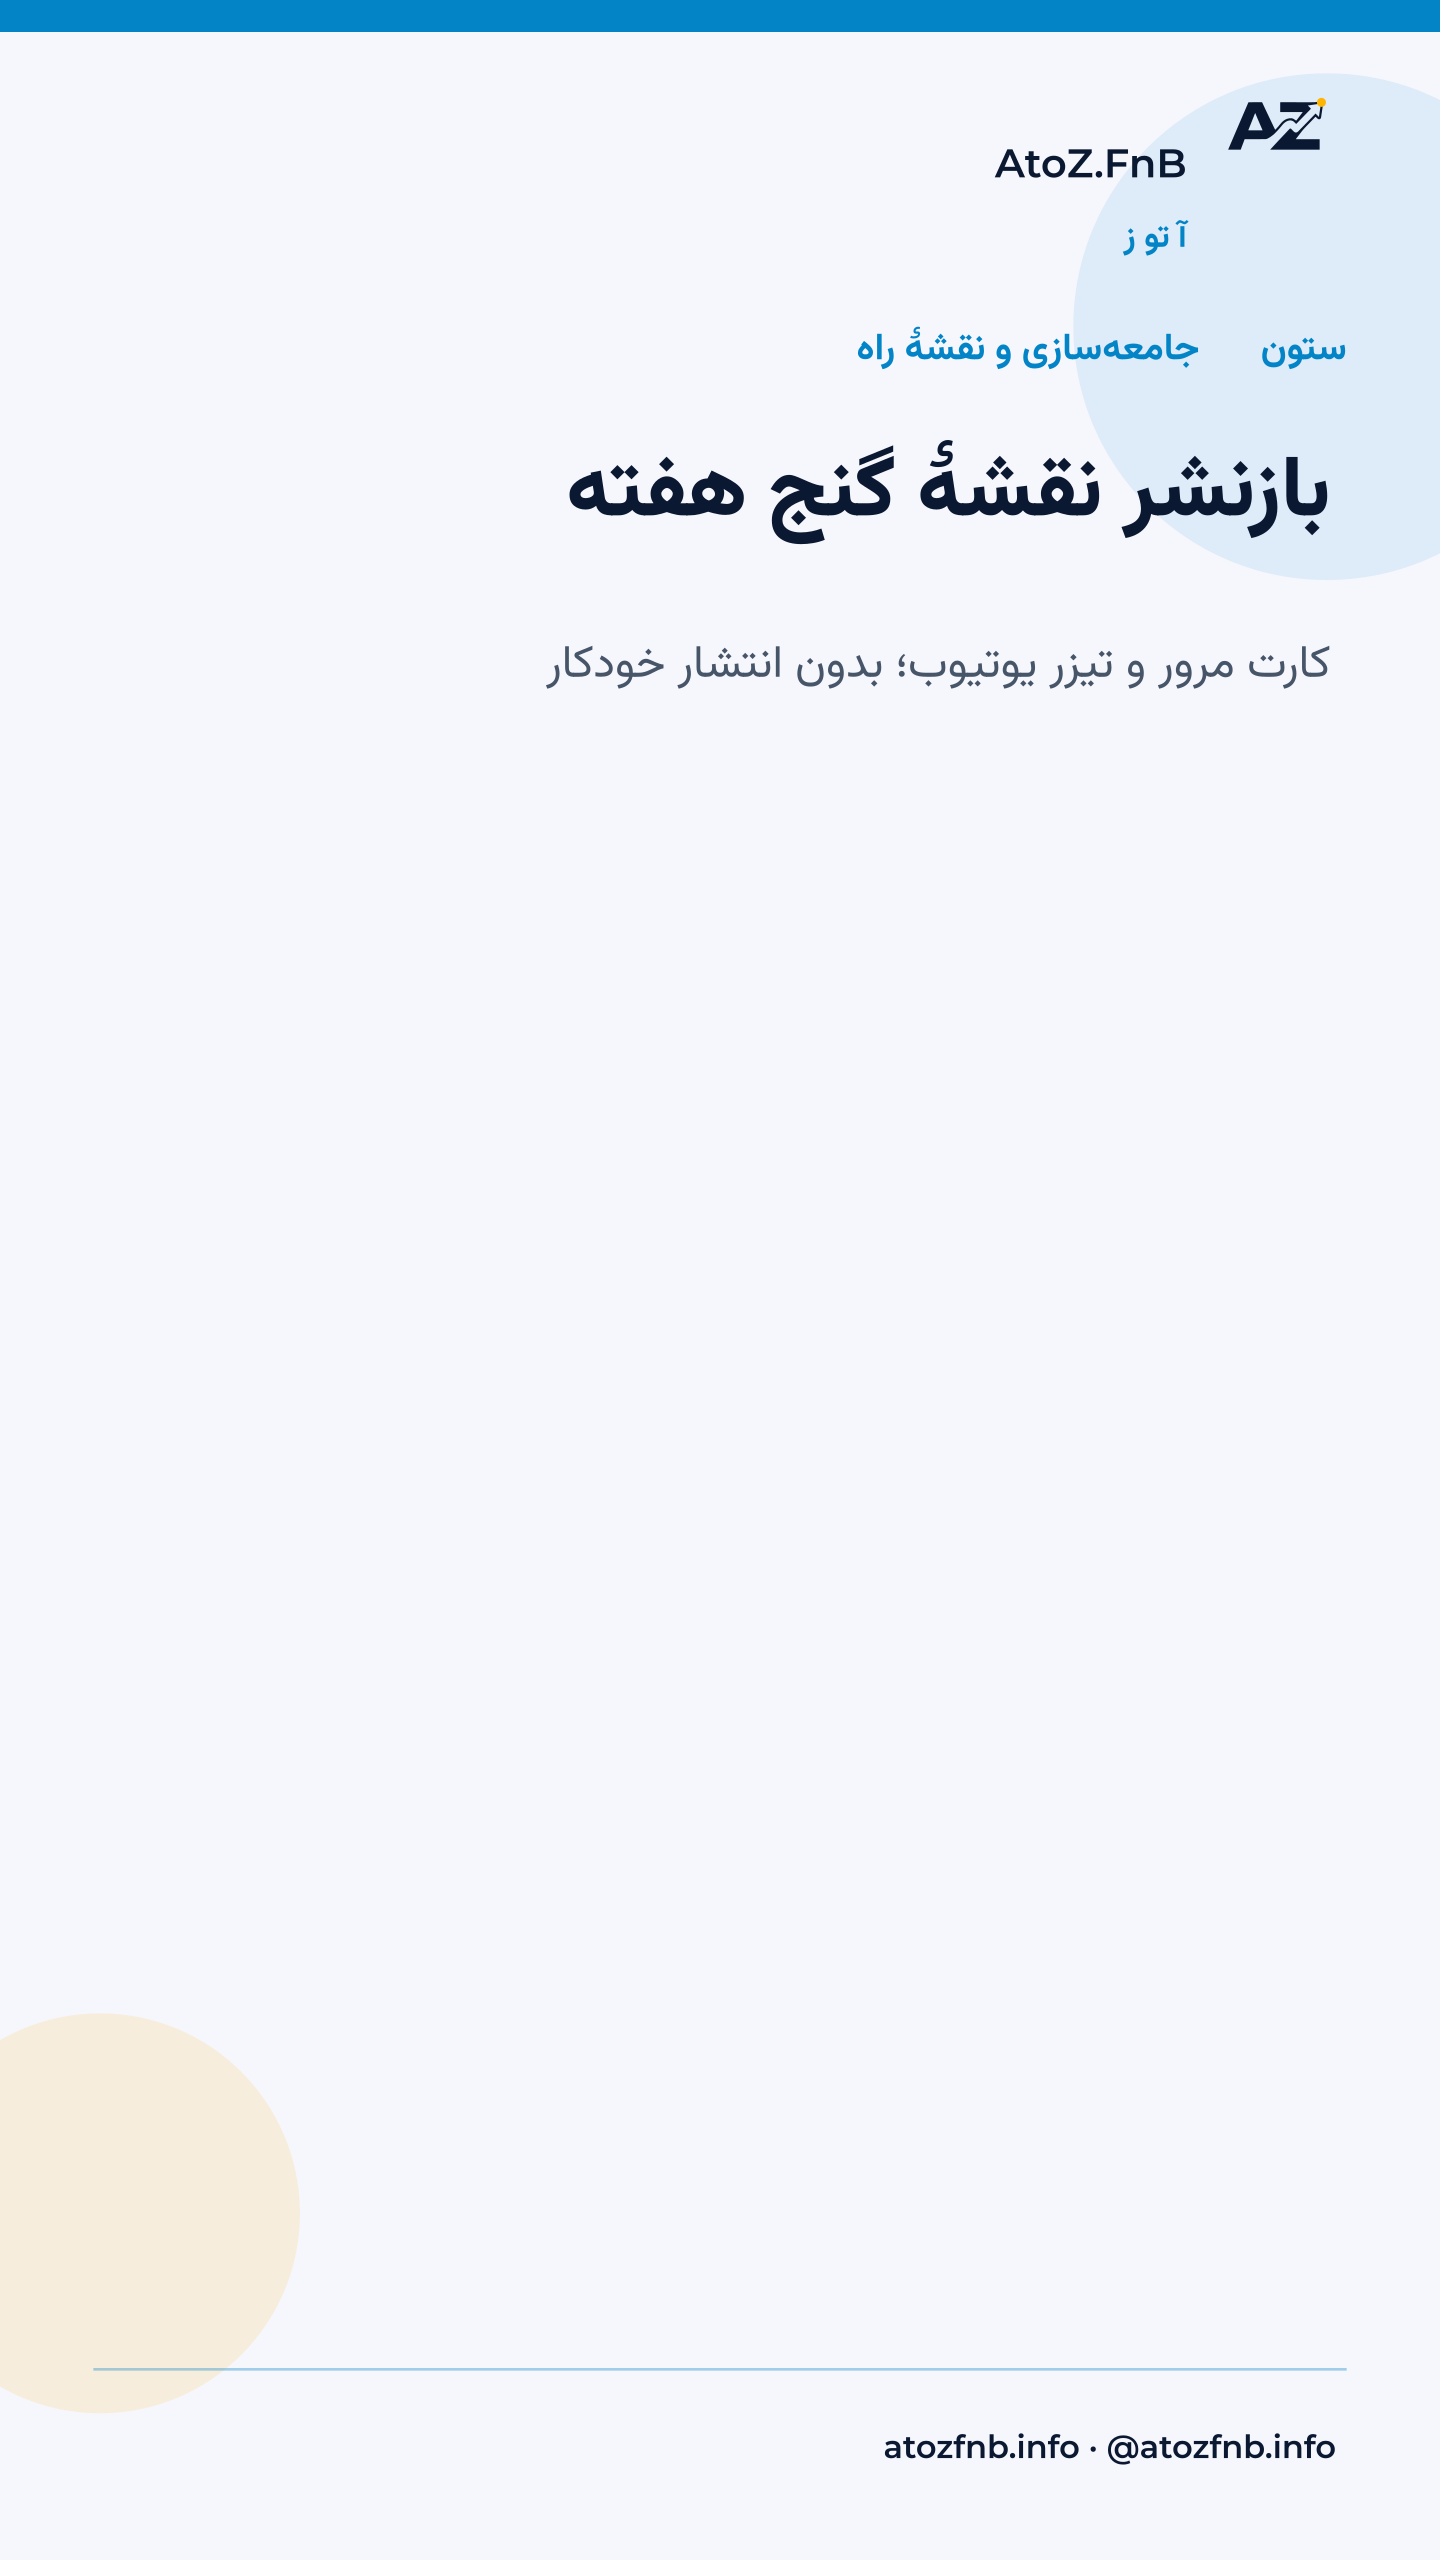 AZ
AtoZ.FnB
آ تو ز
ستون جامعه‌سازی و نقشهٔ راه
بازنشر نقشهٔ گنج هفته
کارت مرور و تیزر یوتیوب؛ بدون انتشار خودکار
atozfnb.info · @atozfnb.info